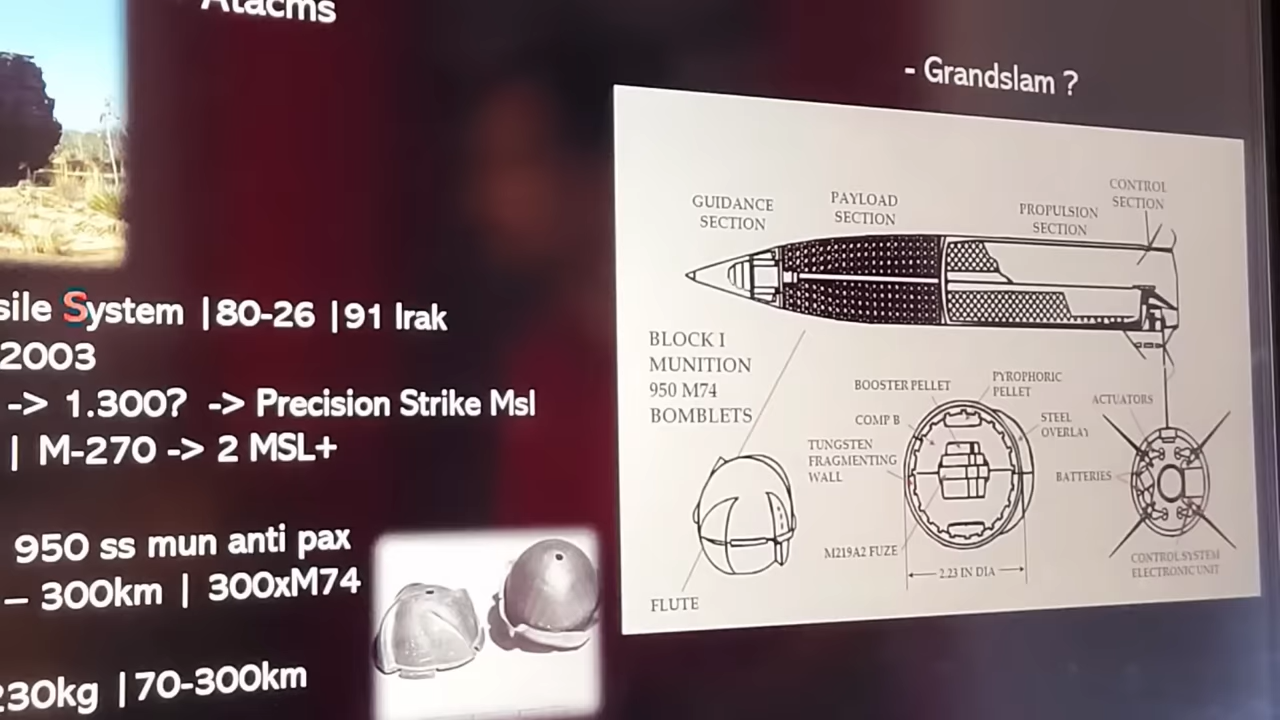 Atacms
- Grandslam ?
sile System | 80-26 | 91 Irak
2003
-> 1.300? -> Precision Strike Msl
| M-270 -> 2 MSL+
950 ss mun anti pax
– 300km | 300xM74
230kg | 70-300km
GUIDANCE
SECTION
PAYLOAD
SECTION
PROPULSION
SECTION
CONTROL
SECTION
BLOCK I
MUNITION
950 M74
BOMBLETS
FLUTE
BOOSTER PELLET
PYROPHORIC
PELLET
COMP B
STEEL
OVERLAY
TUNGSTEN
FRAGMENTING
WALL
M219A2 FUZE
2.23 IN DIA
ACTUATORS
BATTERIES
CONTROL SYSTEM
ELECTRONIC UNIT